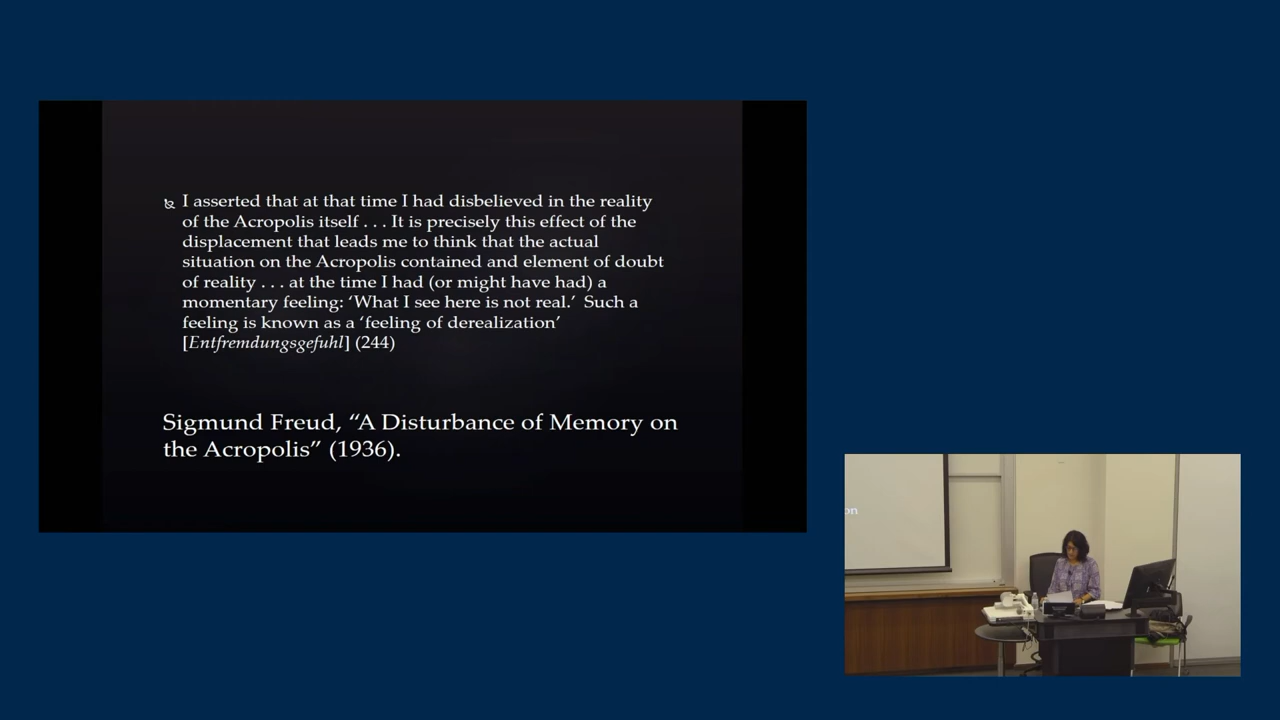 I asserted that at that time I had disbelieved in the reality
of the Acropolis itself . . . It is precisely this effect of the
displacement that leads me to think that the actual
situation on the Acropolis contained and element of doubt
of reality . . . at the time I had (or might have had) a
momentary feeling: ‘What I see here is not real.’ Such a
feeling is known as a ‘feeling of derealization’
[Entfremdungsgefuhl] (244)
Sigmund Freud, “A Disturbance of Memory on
the Acropolis” (1936).
on